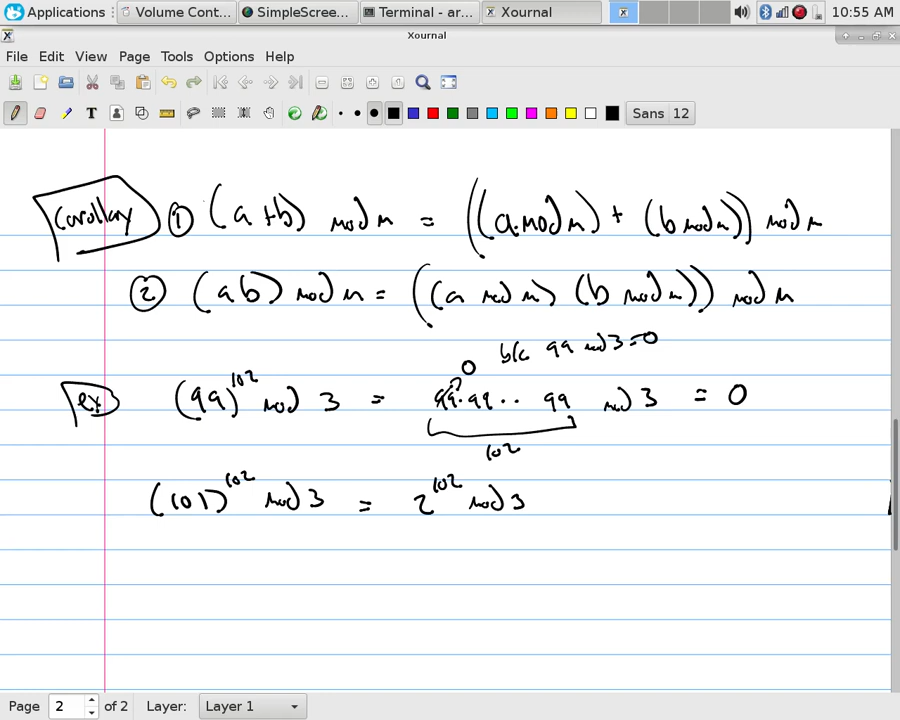 Applications Volume Cont... SimpleScree... Terminal - ar... Xournal 10:55 AM
Xournal
File Edit View Page Tools Options Help
T Sans 12
Corollary ① (a+b) mod m = ((a mod m) + (b mod m)) mod m
② (ab) mod m = ((a mod m) (b mod m)) mod m
0 b/c 99 mod 3 = 0
ex (99)^102 mod 3 = 99·99·· 99 mod 3 = 0
102
(101)^102 mod 3 = 2^102 mod 3
Page 2 of 2 Layer: Layer 1